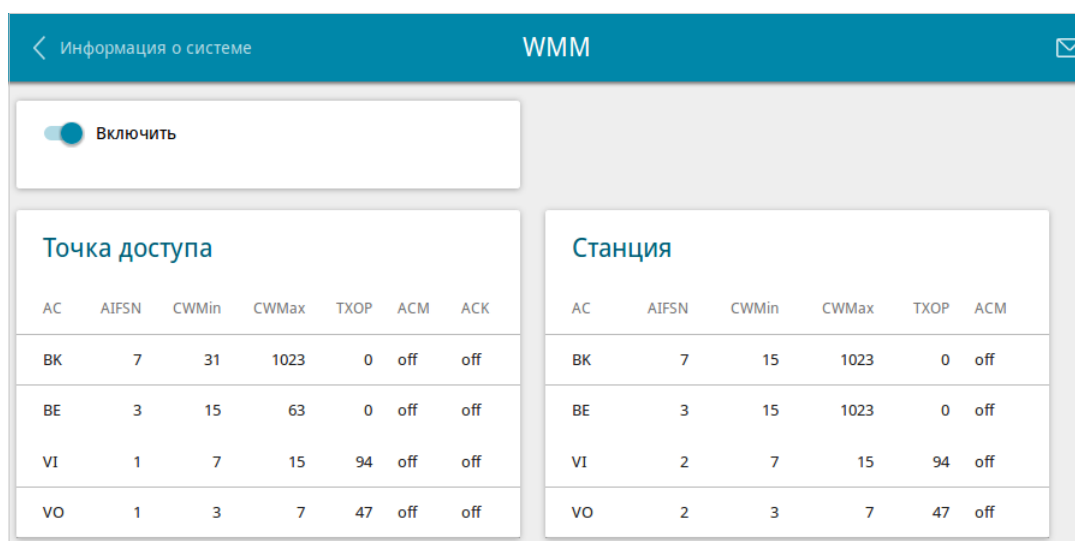 Информация о системе WMM
Включить
Точка доступа
AC AIFSN CWMin CWMax TXOP ACM ACK
BK 7 31 1023 0 off off
BE 3 15 63 0 off off
VI 1 7 15 94 off off
VO 1 3 7 47 off off
Станция
AC AIFSN CWMin CWMax TXOP ACM
BK 7 15 1023 0 off
BE 3 15 1023 0 off
VI 2 7 15 94 off
VO 2 3 7 47 off